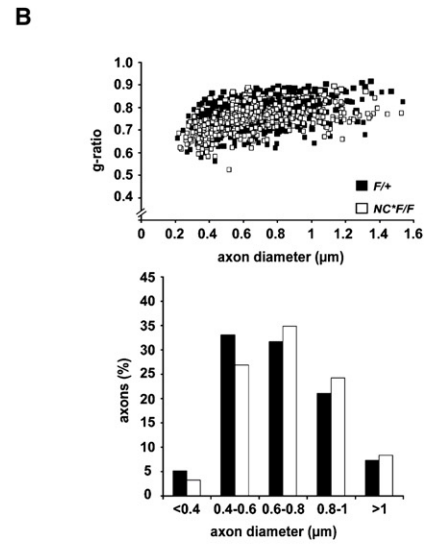 B
1.0
0.9
0.8
0.7
0.6
0.5
0.4
g-ratio
F/+
NC*F/F
0 0.2 0.4 0.6 0.8 1 1.2 1.4 1.6
axon diameter (µm)
45
40
35
30
25
20
15
10
5
0
axons (%)
<0.4 0.4-0.6 0.6-0.8 0.8-1 >1
axon diameter (µm)